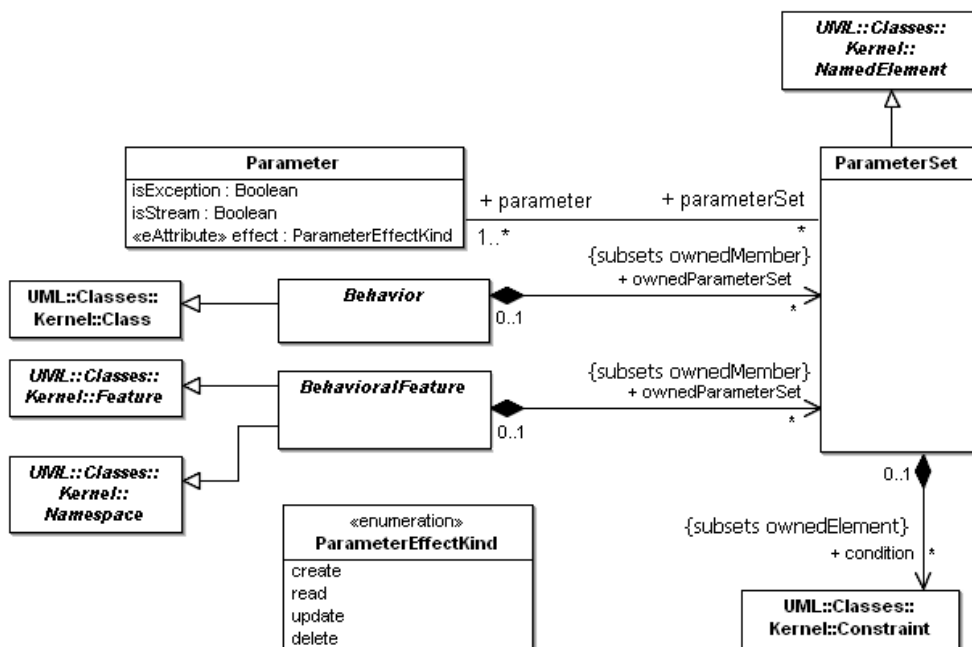 UML::Classes::
Kernel::
NamedElement
Parameter
isException : Boolean
isStream : Boolean
«eAttribute» effect : ParameterEffectKind
ParameterSet
+ parameter
+ parameterSet
1..*
*
{subsets ownedMember}
+ ownedParameterSet
UML::Classes::
Kernel::Class
Behavior
0..1
*
UML::Classes::
Kernel::Feature
BehavioralFeature
{subsets ownedMember}
+ ownedParameterSet
0..1
*
UML::Classes::
Kernel::
Namespace
0..1
{subsets ownedElement}
+ condition
*
«enumeration»
ParameterEffectKind
create
read
update
delete
UML::Classes::
Kernel::Constraint